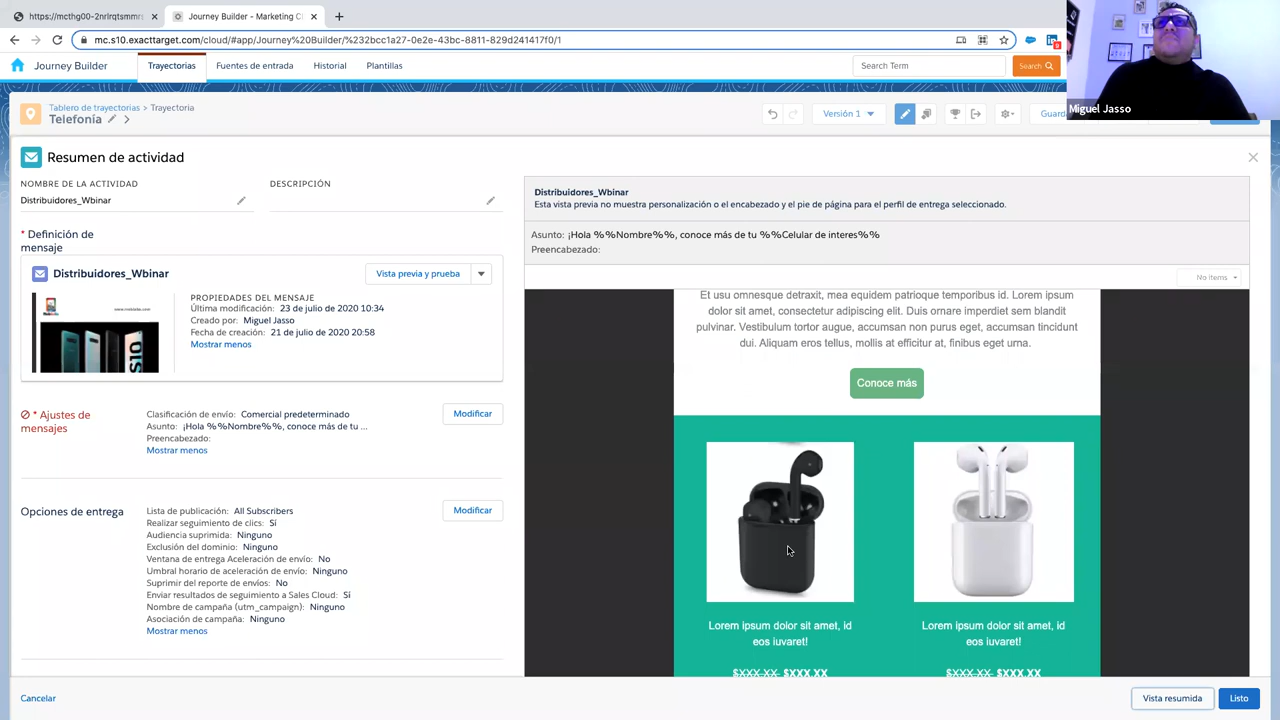 https://mcthg00-2nrlrqtsmmrs
Journey Builder - Marketing C
mc.s10.exacttarget.com/cloud/#app/Journey%20Builder/%232bcc1a27-0e2e-43bc-8811-829d241417f0/1
Journey Builder
Trayectorias
Fuentes de entrada
Historial
Plantillas
Search Term
Search
Miguel Jasso
Tablero de trayectorias > Trayectoria
Telefonía
Versión 1
Guard
Resumen de actividad
NOMBRE DE LA ACTIVIDAD
DESCRIPCIÓN
Distribuidores_Wbinar
* Definición de
mensaje
Distribuidores_Wbinar
Vista previa y prueba
PROPIEDADES DEL MENSAJE
Última modificación: 23 de julio de 2020 10:34
Creado por: Miguel Jasso
Fecha de creación: 21 de julio de 2020 20:58
Mostrar menos
* Ajustes de
mensajes
Clasificación de envío: Comercial predeterminado
Asunto: ¡Hola %%Nombre%%, conoce más de tu ...
Preencabezado:
Mostrar menos
Modificar
Opciones de entrega
Lista de publicación: All Subscribers
Realizar seguimiento de clics: Sí
Audiencia suprimida: Ninguno
Exclusión del dominio: Ninguno
Ventana de entrega Aceleración de envío: No
Umbral horario de aceleración de envío: Ninguno
Suprimir del reporte de envíos: No
Enviar resultados de seguimiento a Sales Cloud: Sí
Nombre de campaña (utm_campaign): Ninguno
Asociación de campaña: Ninguno
Mostrar menos
Modificar
Distribuidores_Wbinar
Esta vista previa no muestra personalización o el encabezado y el pie de página para el perfil de entrega seleccionado.
Asunto: ¡Hola %%Nombre%%, conoce más de tu %%Celular de interes%%
Preencabezado:
No items
Et usu omnesque detraxit, mea equidem patrioque temporibus id. Lorem ipsum
dolor sit amet, consectetur adipiscing elit. Duis ornare imperdiet sem blandit
pulvinar. Vestibulum tortor augue, accumsan non purus eget, accumsan tincidunt
dui. Aliquam eros tellus, mollis at efficitur at, finibus eget urna.
Conoce más
Lorem ipsum dolor sit amet, id
eos iuvaret!
$XXX.XX $XXX.XX
Lorem ipsum dolor sit amet, id
eos iuvaret!
$XXX.XX $XXX.XX
Cancelar
Vista resumida
Listo